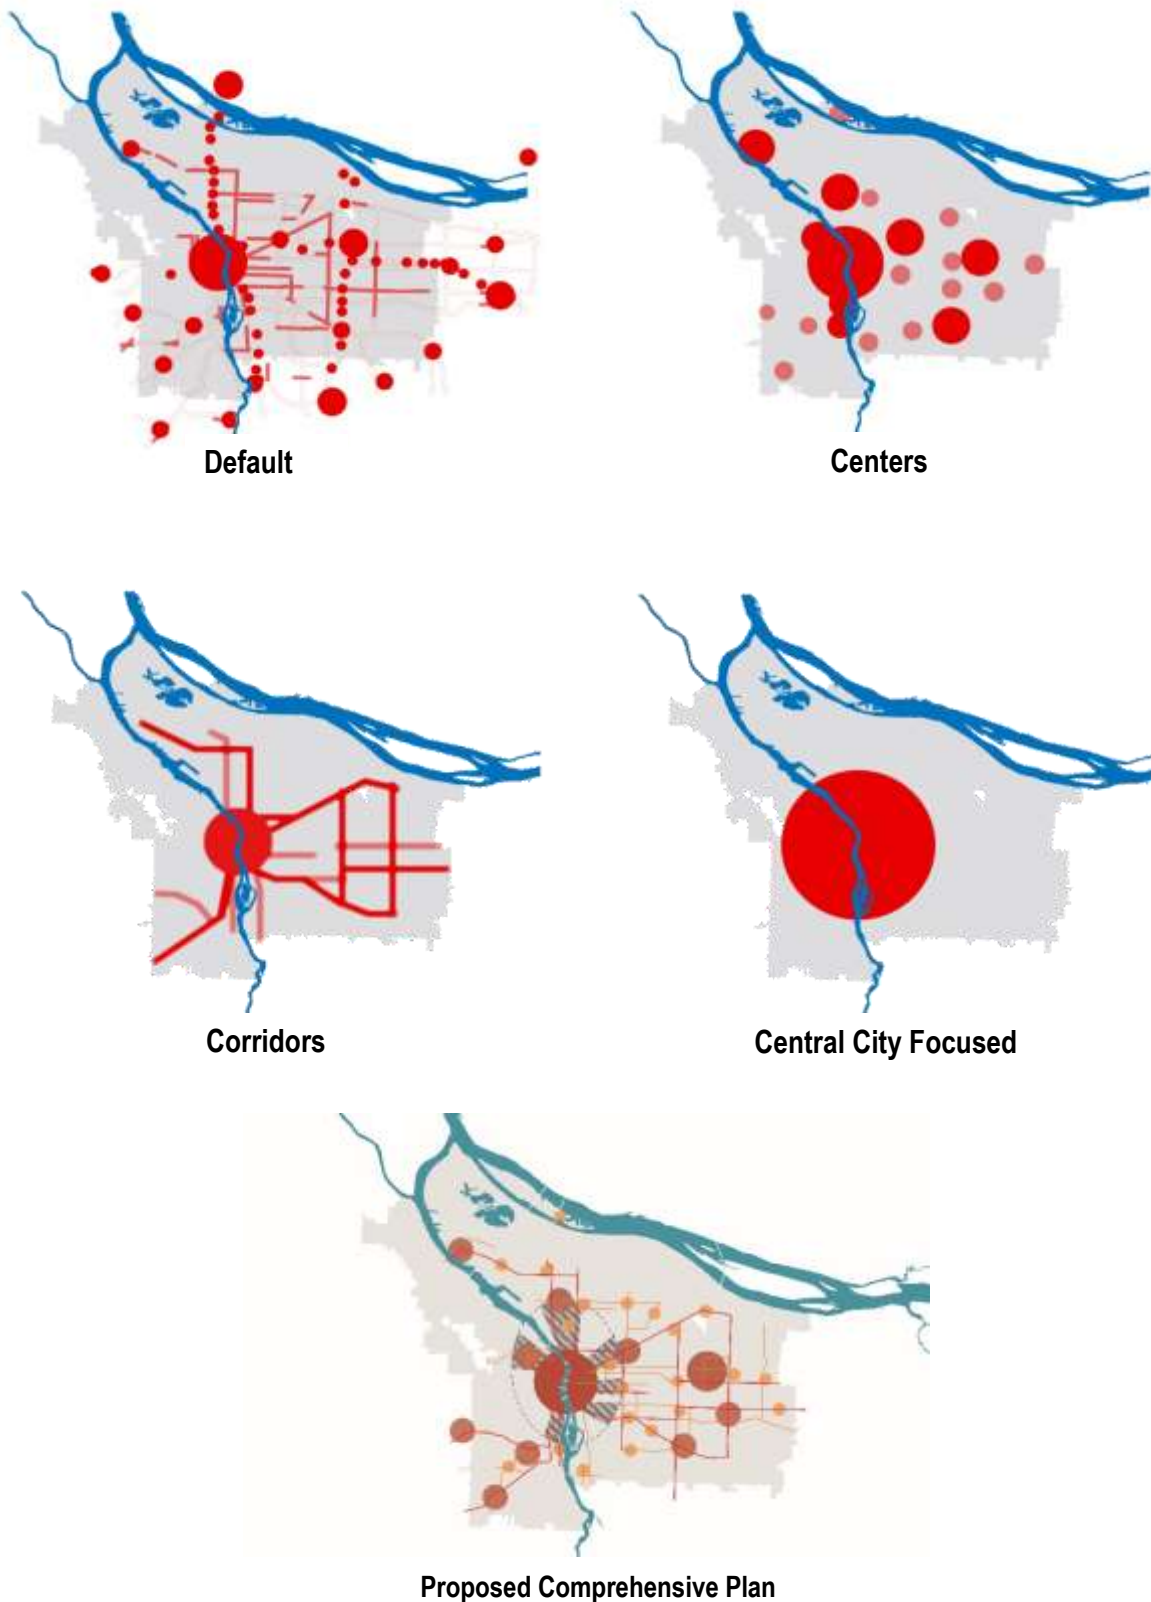 Default
Centers
Corridors
Central City Focused
Proposed Comprehensive Plan